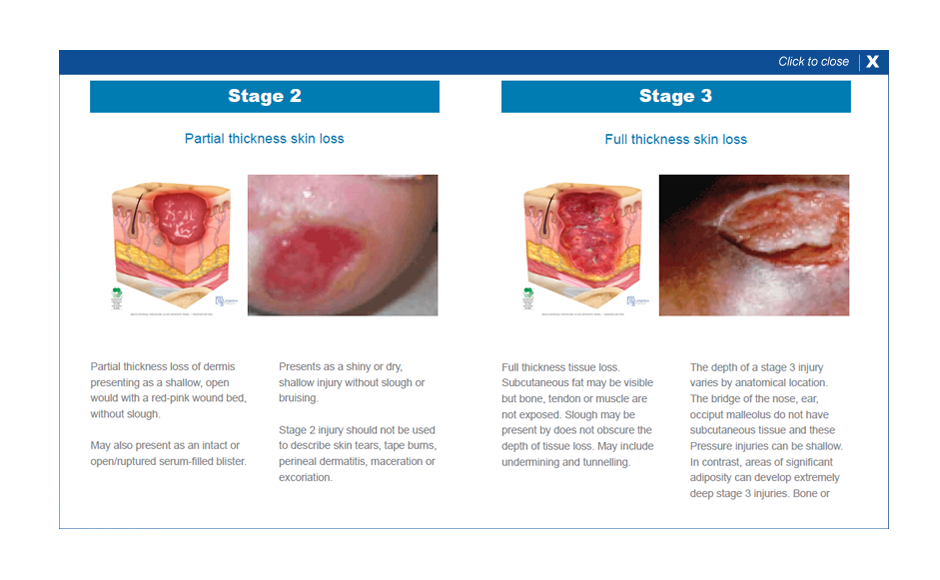 Click to close | X
Stage 2
Partial thickness skin loss
Partial thickness loss of dermis
presenting as a shallow, open
would with a red-pink wound bed,
without slough.
May also present as an intact or
open/ruptured serum-filled blister.
Presents as a shiny or dry,
shallow injury without slough or
bruising.
Stage 2 injury should not be used
to describe skin tears, tape burns,
perineal dermatitis, maceration or
excoriation.
Stage 3
Full thickness skin loss
Full thickness tissue loss.
Subcutaneous fat may be visible
but bone, tendon or muscle are
not exposed. Slough may be
present by does not obscure the
depth of tissue loss. May include
undermining and tunnelling.
The depth of a stage 3 injury
varies by anatomical location.
The bridge of the nose, ear,
occiput malleolus do not have
subcutaneous tissue and these
Pressure injuries can be shallow.
In contrast, areas of significant
adiposity can develop extremely
deep stage 3 injuries. Bone or